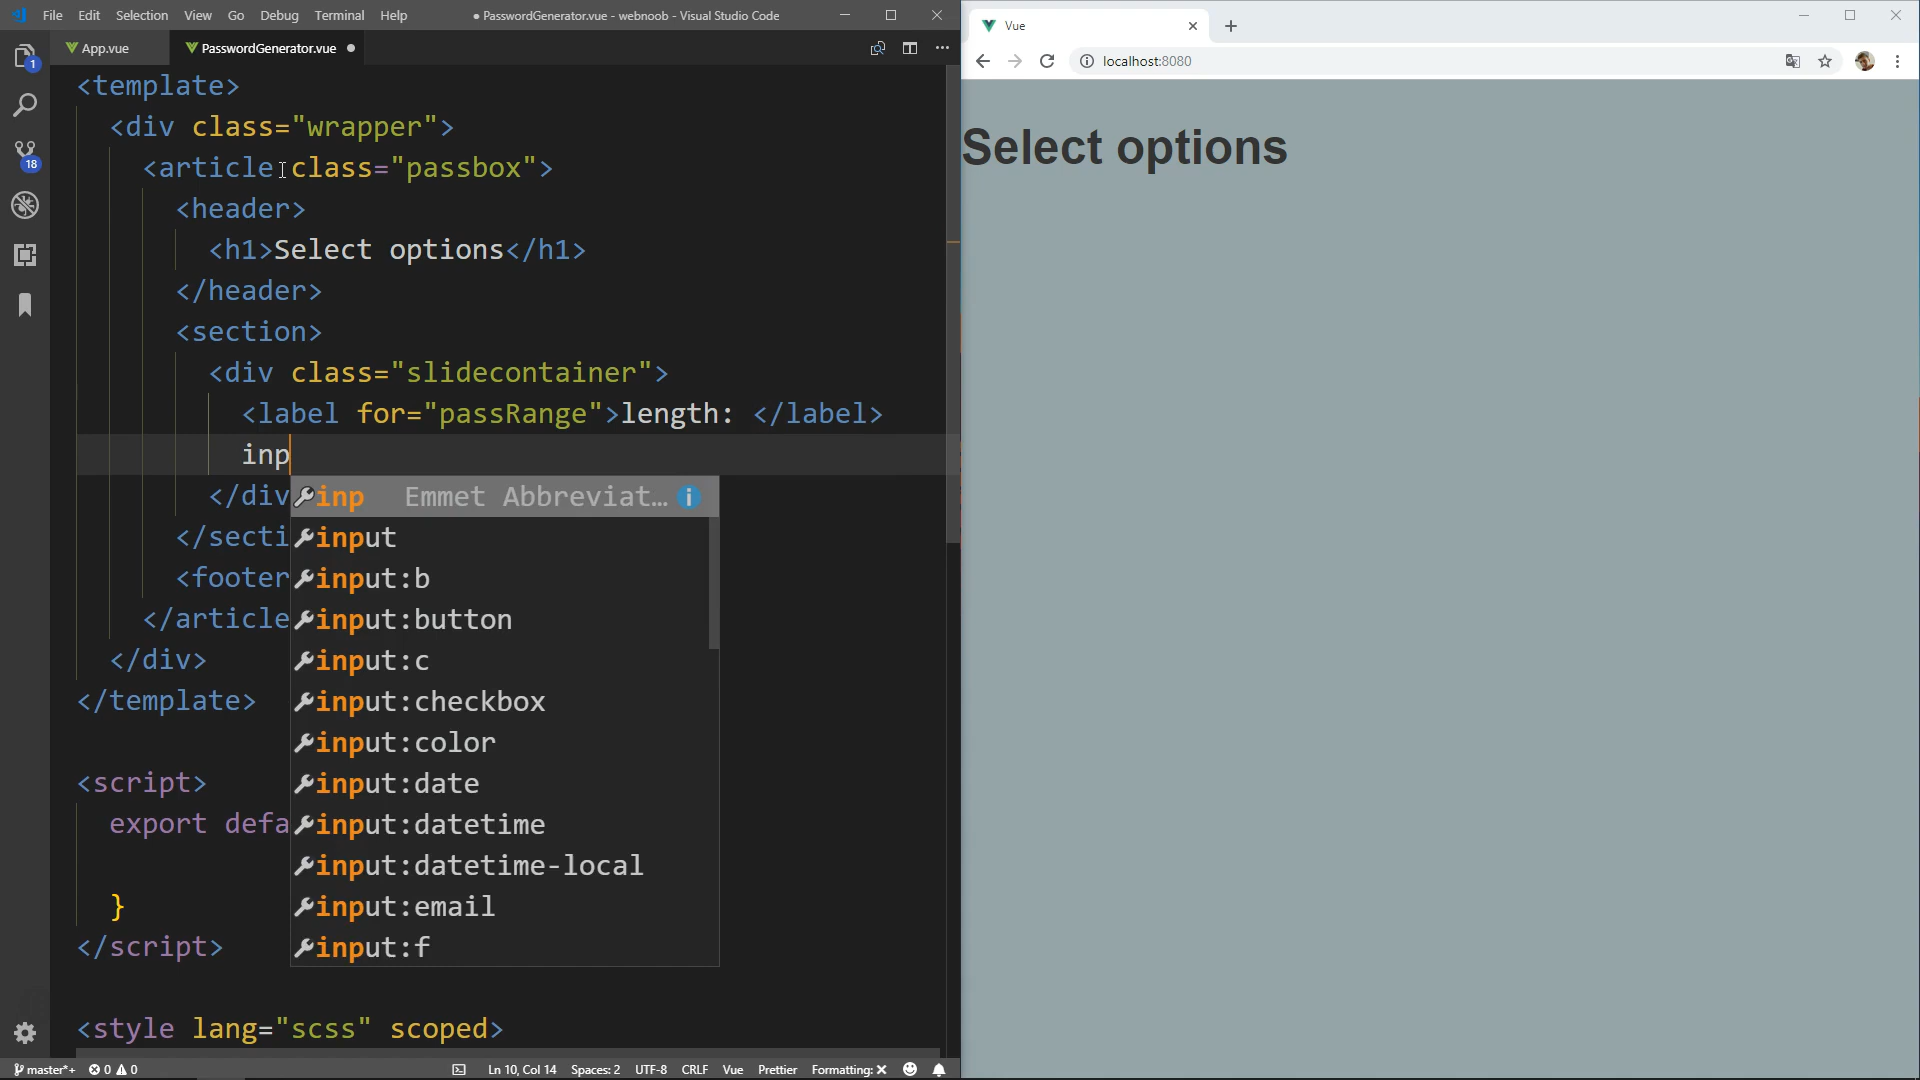 File Edit Selection View Go Debug Terminal Help
● PasswordGenerator.vue - webnoob - Visual Studio Code
App.vue
PasswordGenerator.vue
1
18
<template>
<div class="wrapper">
<article class="passbox">
<header>
<h1>Select options</h1>
</header>
<section>
<div class="slidecontainer">
<label for="passRange">length: </label>
inp
</div
</secti
<footer
</article
</div>
</template>
<script>
export defa
}
</script>
<style lang="scss" scoped>
inp Emmet Abbreviat...
input
input:b
input:button
input:c
input:checkbox
input:color
input:date
input:datetime
input:datetime-local
input:email
input:f
master*+ 0 0 Ln 10, Col 14 Spaces: 2 UTF-8 CRLF Vue Prettier Formatting: ×
Vue
localhost:8080
Select options